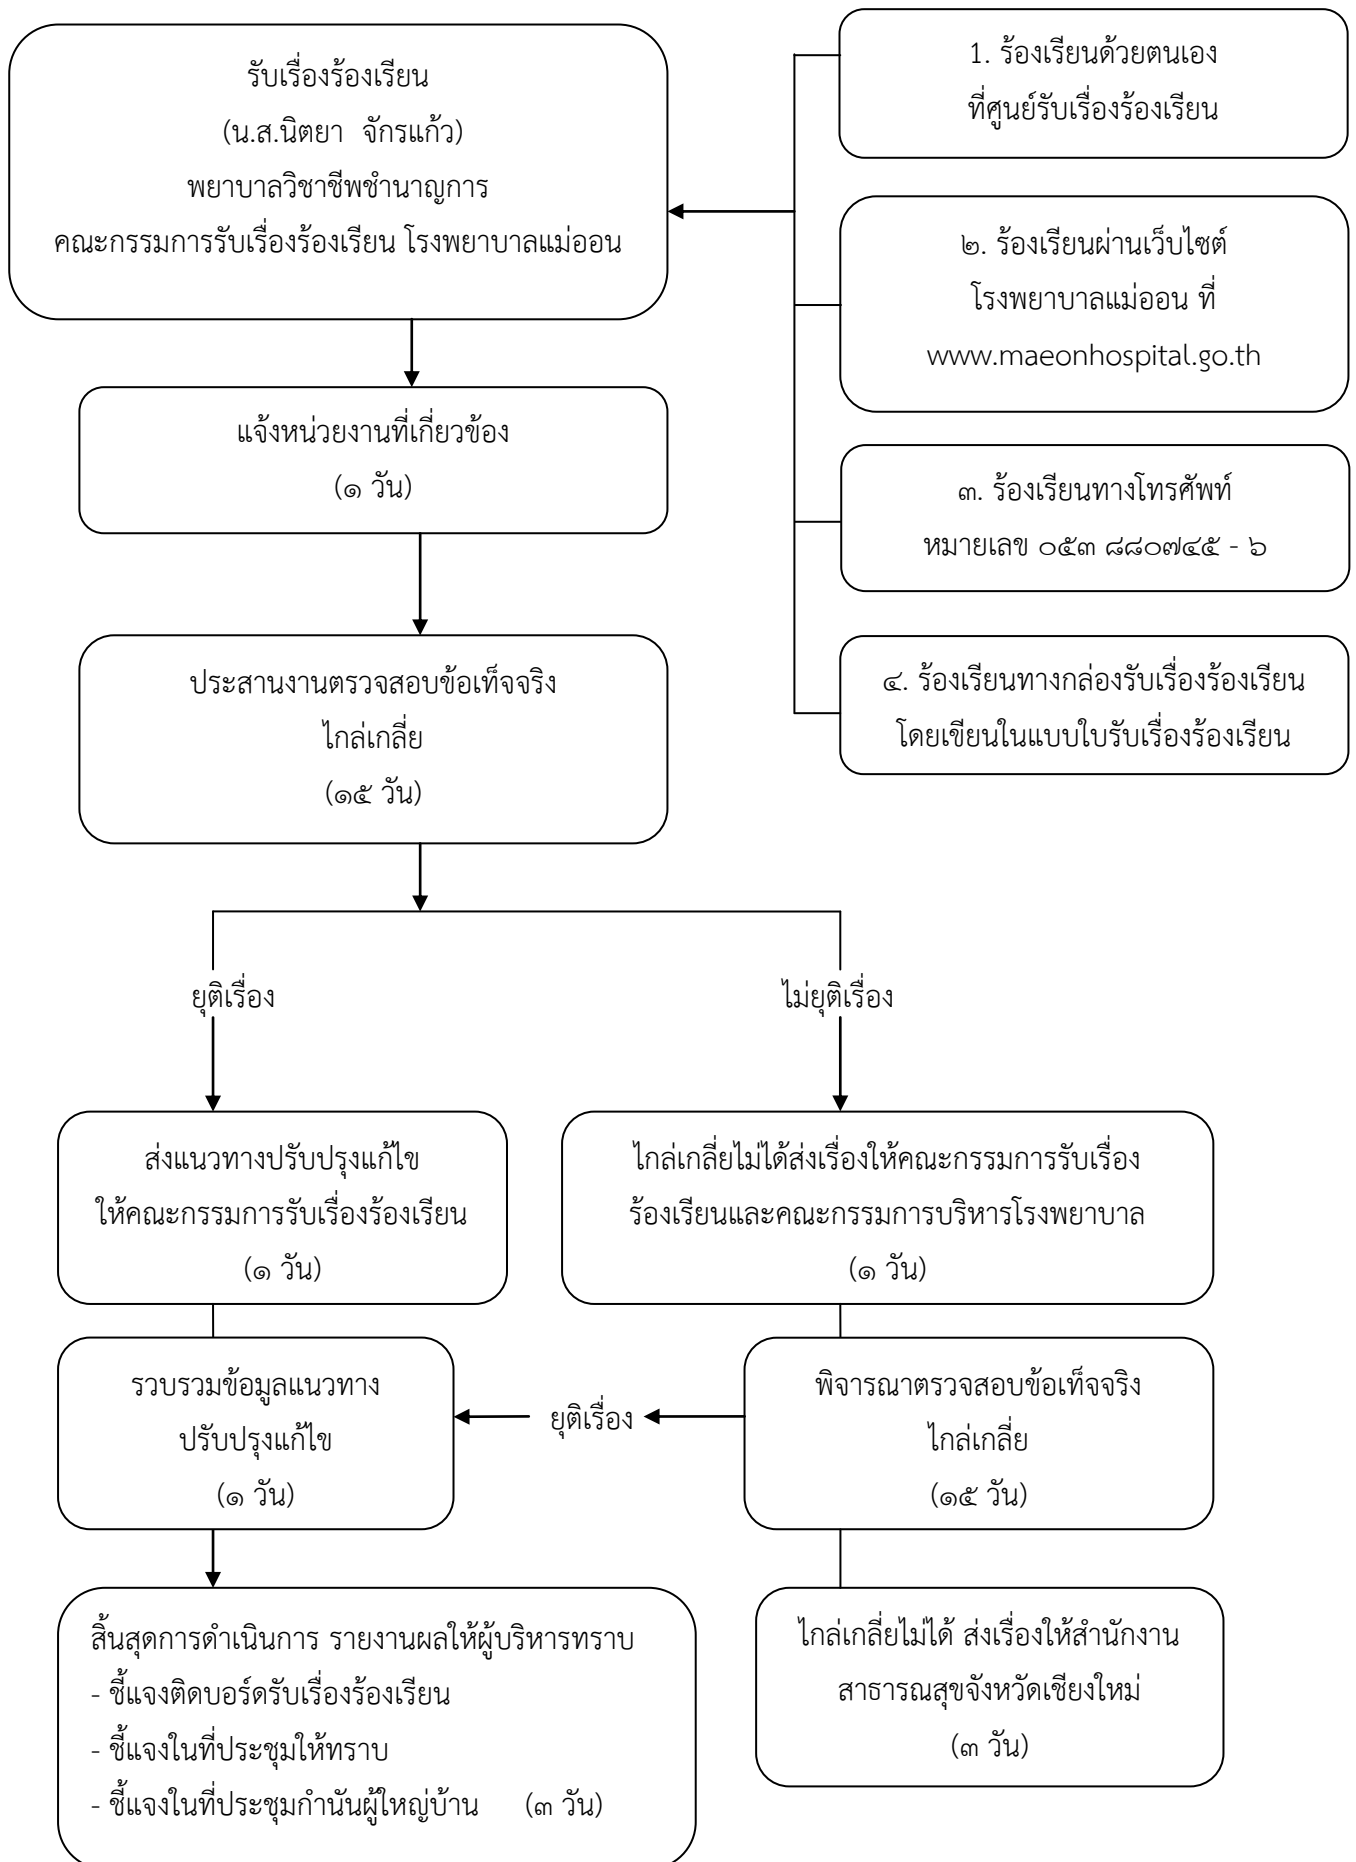 รับเรื่องร้องเรียน
(น.ส.นิตยา จักรแก้ว)
พยาบาลวิชาชีพชำนาญการ
คณะกรรมการรับเรื่องร้องเรียน โรงพยาบาลแม่ออน
1. ร้องเรียนด้วยตนเอง
ที่ศูนย์รับเรื่องร้องเรียน
๒. ร้องเรียนผ่านเว็บไซต์
โรงพยาบาลแม่ออน ที่
www.maeonhospital.go.th
๓. ร้องเรียนทางโทรศัพท์
หมายเลข ๐๕๓ ๘๘๐๗๔๕ - ๖
๔. ร้องเรียนทางกล่องรับเรื่องร้องเรียน
โดยเขียนในแบบใบรับเรื่องร้องเรียน
แจ้งหน่วยงานที่เกี่ยวข้อง
(๑ วัน)
ประสานงานตรวจสอบข้อเท็จจริง
ไกล่เกลี่ย
(๑๕ วัน)
ยุติเรื่อง
ไม่ยุติเรื่อง
ส่งแนวทางปรับปรุงแก้ไข
ให้คณะกรรมการรับเรื่องร้องเรียน
(๑ วัน)
ไกล่เกลี่ยไม่ได้ส่งเรื่องให้คณะกรรมการรับเรื่อง
ร้องเรียนและคณะกรรมการบริหารโรงพยาบาล
(๑ วัน)
รวบรวมข้อมูลแนวทาง
ปรับปรุงแก้ไข
(๑ วัน)
ยุติเรื่อง
พิจารณาตรวจสอบข้อเท็จจริง
ไกล่เกลี่ย
(๑๕ วัน)
สิ้นสุดการดำเนินการ รายงานผลให้ผู้บริหารทราบ
- ชี้แจงติดบอร์ดรับเรื่องร้องเรียน
- ชี้แจงในที่ประชุมให้ทราบ
- ชี้แจงในที่ประชุมกำนันผู้ใหญ่บ้าน (๓ วัน)
ไกล่เกลี่ยไม่ได้ ส่งเรื่องให้สำนักงาน
สาธารณสุขจังหวัดเชียงใหม่
(๓ วัน)